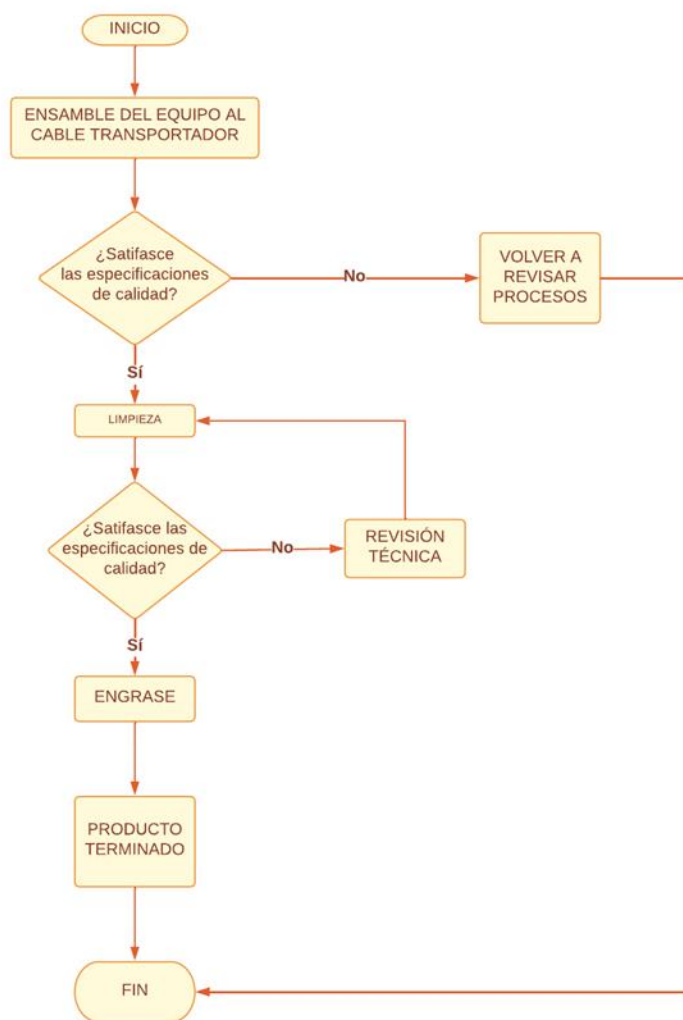 INICIO
ENSAMBLE DEL EQUIPO AL
CABLE TRANSPORTADOR
¿Satifasce
las especificaciones
de calidad?
No
VOLVER A
REVISAR
PROCESOS
Sí
LIMPIEZA
¿Satifasce las
especificaciones de
calidad?
No
REVISIÓN
TÉCNICA
Sí
ENGRASE
PRODUCTO
TERMINADO
FIN